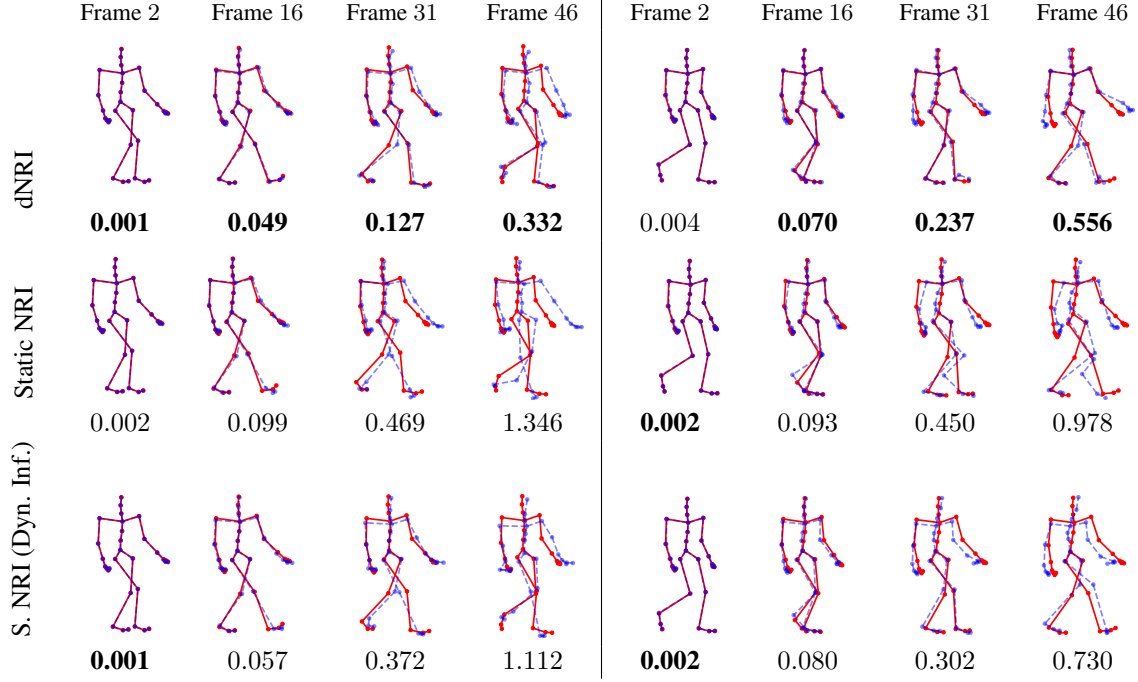 Frame 2 Frame 16 Frame 31 Frame 46 Frame 2 Frame 16 Frame 31 Frame 46
dNRI
0.001 0.049 0.127 0.332 0.004 0.070 0.237 0.556
Static NRI
0.002 0.099 0.469 1.346 0.002 0.093 0.450 0.978
S. NRI (Dyn. Inf.)
0.001 0.057 0.372 1.112 0.002 0.080 0.302 0.730